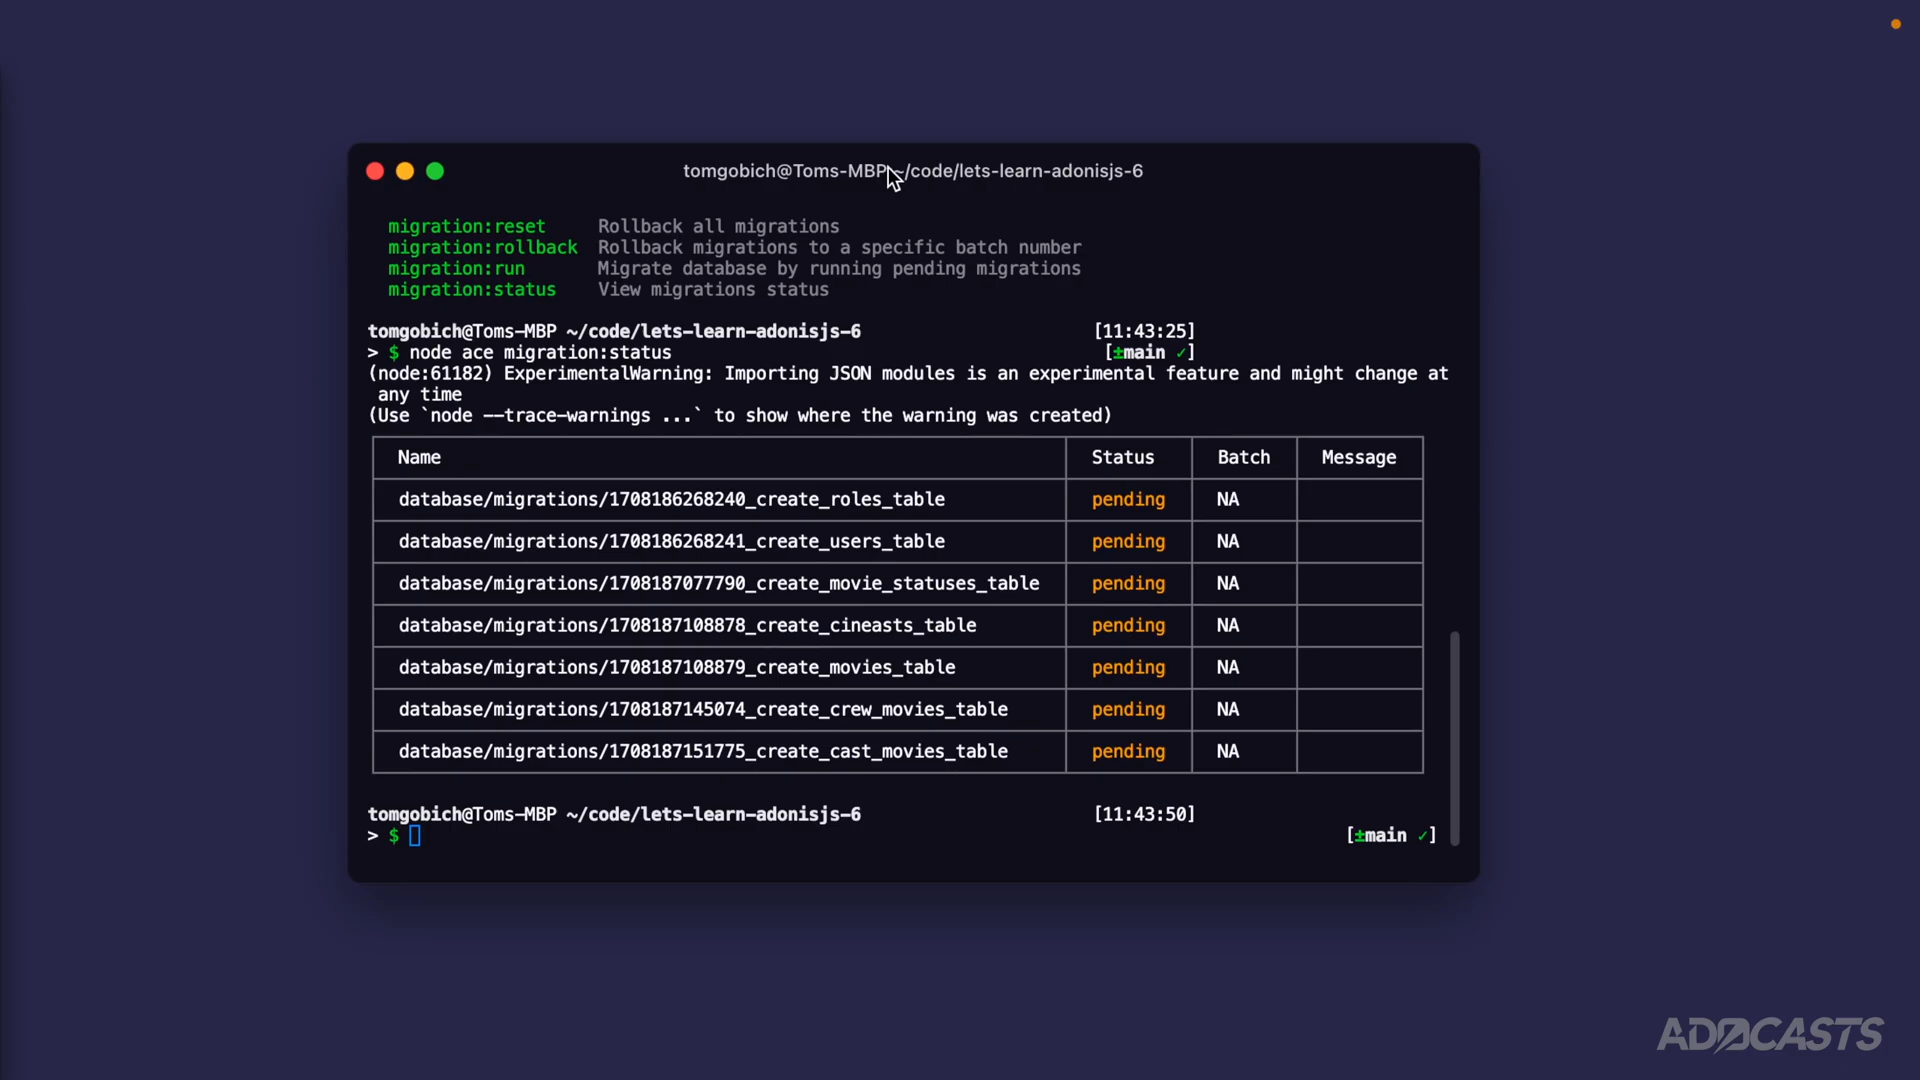 tomgobich@Toms-MBP:~/code/lets-learn-adonisjs-6
migration:reset Rollback all migrations
migration:rollback Rollback migrations to a specific batch number
migration:run Migrate database by running pending migrations
migration:status View migrations status
tomgobich@Toms-MBP ~/code/lets-learn-adonisjs-6 [11:43:25]
> $ node ace migration:status [±main ✓]
(node:61182) ExperimentalWarning: Importing JSON modules is an experimental feature and might change at
any time
(Use `node --trace-warnings ...` to show where the warning was created)
Name Status Batch Message
database/migrations/1708186268240_create_roles_table pending NA
database/migrations/1708186268241_create_users_table pending NA
database/migrations/1708187077790_create_movie_statuses_table pending NA
database/migrations/1708187108878_create_cineasts_table pending NA
database/migrations/1708187108879_create_movies_table pending NA
database/migrations/1708187145074_create_crew_movies_table pending NA
database/migrations/1708187151775_create_cast_movies_table pending NA
tomgobich@Toms-MBP ~/code/lets-learn-adonisjs-6 [11:43:50]
> $ [±main ✓]
ADOCASTS